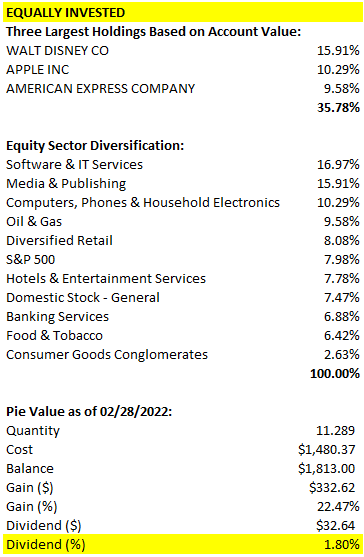 EQUALLY INVESTED
Three Largest Holdings Based on Account Value:
WALT DISNEY CO 15.91%
APPLE INC 10.29%
AMERICAN EXPRESS COMPANY 9.58%
35.78%
Equity Sector Diversification:
Software & IT Services 16.97%
Media & Publishing 15.91%
Computers, Phones & Household Electronics 10.29%
Oil & Gas 9.58%
Diversified Retail 8.08%
S&P 500 7.98%
Hotels & Entertainment Services 7.78%
Domestic Stock - General 7.47%
Banking Services 6.88%
Food & Tobacco 6.42%
Consumer Goods Conglomerates 2.63%
100.00%
Pie Value as of 02/28/2022:
Quantity 11.289
Cost $1,480.37
Balance $1,813.00
Gain ($) $332.62
Gain (%) 22.47%
Dividend ($) $32.64
Dividend (%) 1.80%